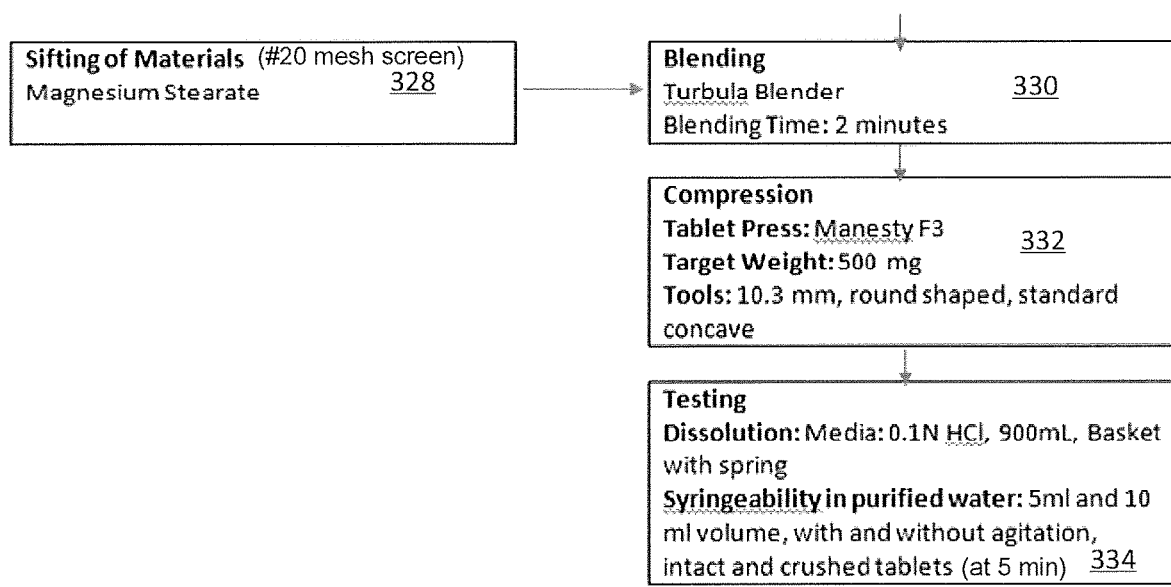 Sifting of Materials (#20 mesh screen)
Magnesium Stearate 328
Blending
Turbula Blender 330
Blending Time: 2 minutes
Compression
Tablet Press: Manesty F3 332
Target Weight: 500 mg
Tools: 10.3 mm, round shaped, standard
concave
Testing
Dissolution: Media: 0.1N HCl, 900mL, Basket
with spring
Syringeability in purified water: 5ml and 10
ml volume, with and without agitation,
intact and crushed tablets (at 5 min) 334